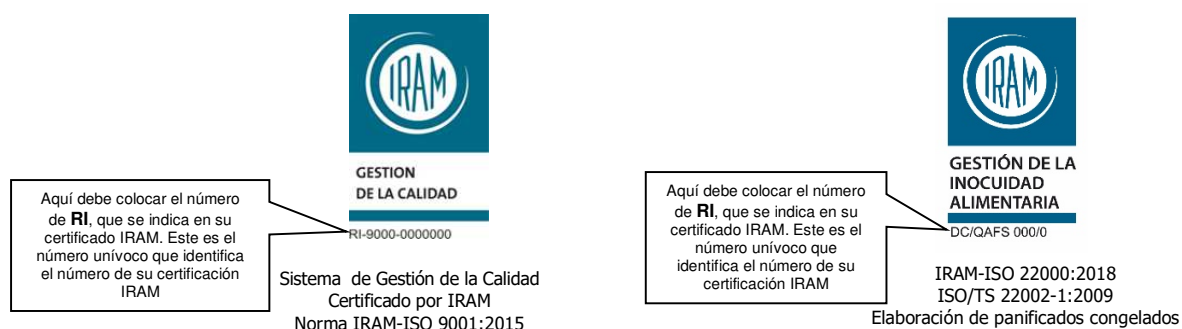 IRAM
GESTION
DE LA CALIDAD
RI-9000-0000000
Aquí debe colocar el número
de RI, que se indica en su
certificado IRAM. Este es el
número unívoco que identifica
el número de su certificación
IRAM
Sistema de Gestión de la Calidad
Certificado por IRAM
Norma IRAM-ISO 9001:2015
IRAM
GESTIÓN DE LA
INOCUIDAD
ALIMENTARIA
DC/QAFS 000/0
Aquí debe colocar el número
de RI, que se indica en su
certificado IRAM. Este es el
número unívoco que
identifica el número de su
certificación IRAM
IRAM-ISO 22000:2018
ISO/TS 22002-1:2009
Elaboración de panificados congelados